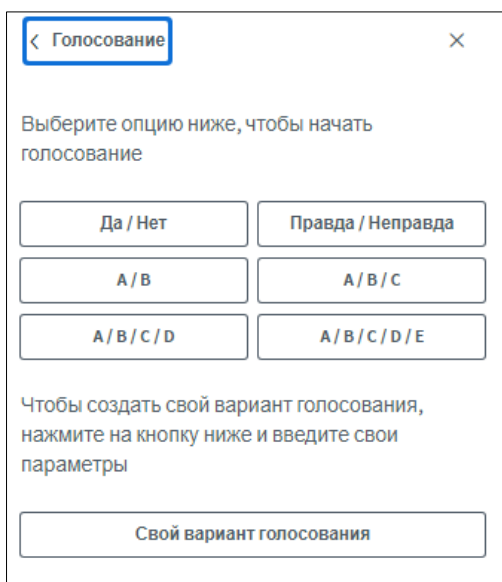 Голосование
Выберите опцию ниже, чтобы начать
голосование
Да / Нет
Правда / Неправда
A / B
A / B / C
A / B / C / D
A / B / C / D / E
Чтобы создать свой вариант голосования,
нажмите на кнопку ниже и введите свои
параметры
Свой вариант голосования